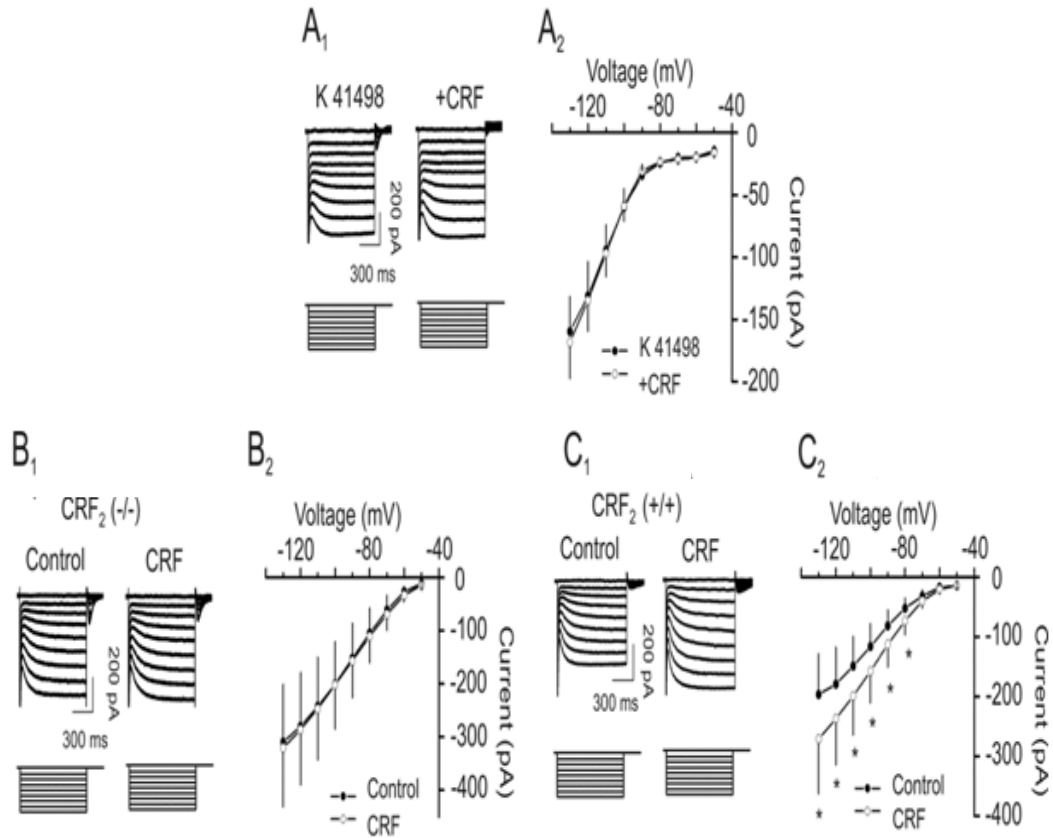 A1
K 41498 +CRF
200 pA
300 ms
A2
Voltage (mV)
-120 -80 -40
0
-50
-100
-150
-200
Current (pA)
K 41498
+CRF
B1
CRF2 (-/-)
Control CRF
200 pA
300 ms
B2
Voltage (mV)
-120 -80 -40
0
-100
-200
-300
-400
Current (pA)
Control
CRF
C1
CRF2 (+/+)
Control CRF
200 pA
300 ms
C2
Voltage (mV)
-120 -80 -40
0
-100
-200
-300
-400
Current (pA)
* * * * * *
Control
CRF